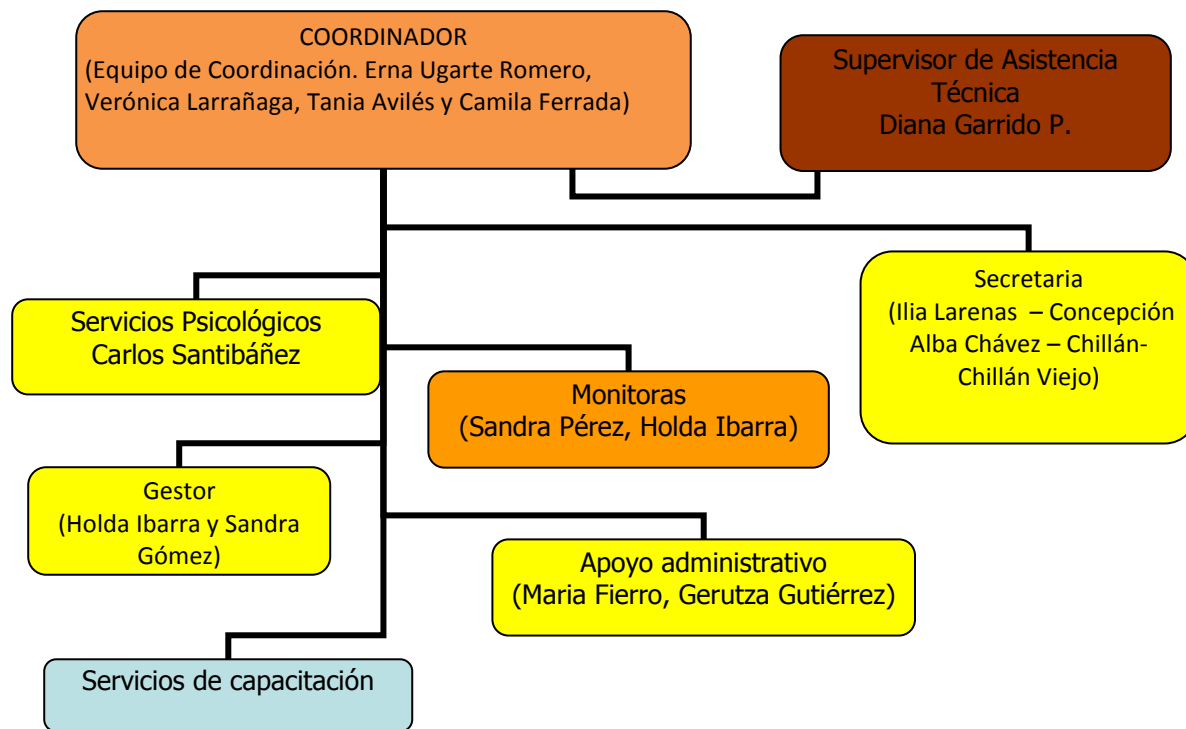 COORDINADOR
(Equipo de Coordinación. Erna Ugarte Romero,
Verónica Larrañaga, Tania Avilés y Camila Ferrada)
Supervisor de Asistencia
Técnica
Diana Garrido P.
Secretaria
(Ilia Larenas – Concepción
Alba Chávez – Chillán-
Chillán Viejo)
Servicios Psicológicos
Carlos Santibáñez
Monitoras
(Sandra Pérez, Holda Ibarra)
Gestor
(Holda Ibarra y Sandra
Gómez)
Apoyo administrativo
(Maria Fierro, Gerutza Gutiérrez)
Servicios de capacitación